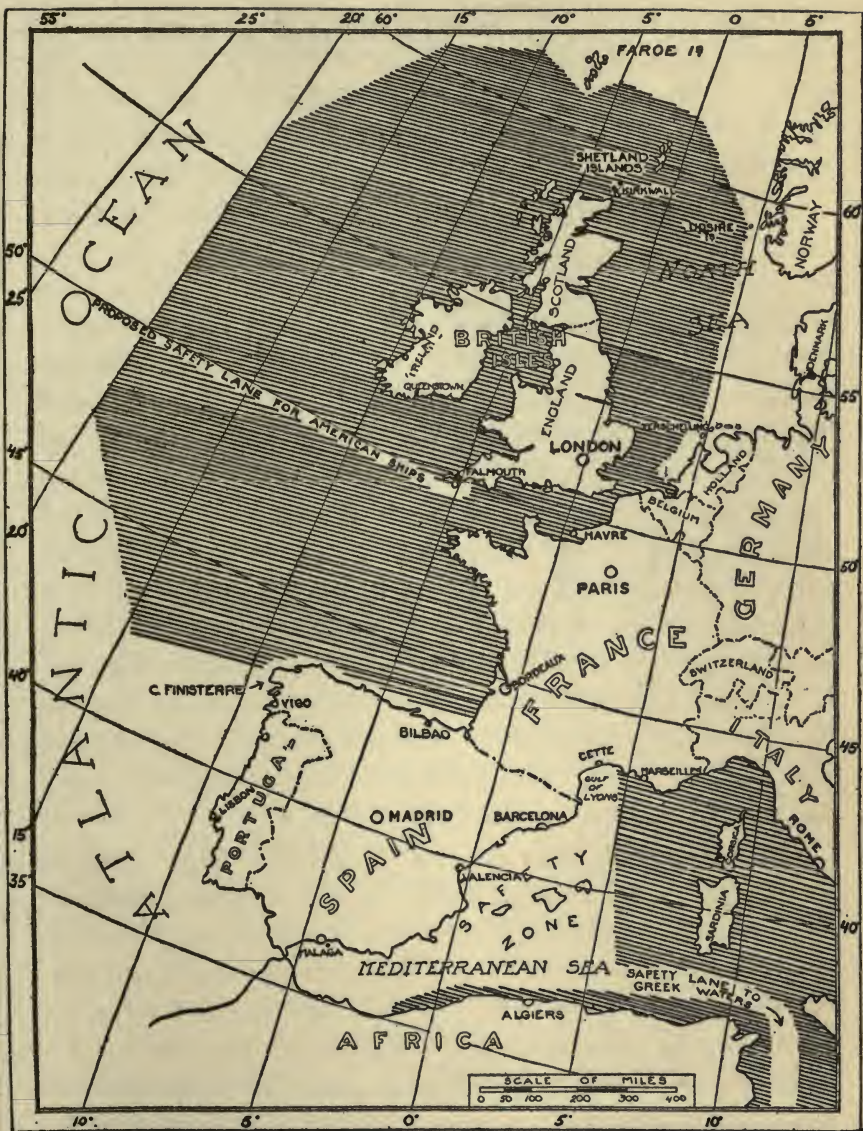 55° 25° 20° 60° 15° 10° 5° 0 5°
FAROE Is
OCEAN
SHETLAND
ISLANDS
KIRKWALL
60°
NORWAY
NORTH
SEA
50°
25°
PROPOSED SAFETY LANE FOR AMERICAN SHIPS
SCOTLAND
IRELAND
BRITISH
ISLES
QUEENSTOWN
ENGLAND
DENMARK
55°
45°
20°
FALMOUTH
LONDON
TERSCHELLING
HOLLAND
BELGIUM
GERMANY
HAVRE
50°
PARIS
ATLANTIC
FRANCE
SWITZERLAND
40°
C. FINISTERRE
VIGO
BORDEAUX
BILBAO
ITALY
45°
CETTE
GULF
OF
LYONS
MARSEILLES
15°
LISBON
PORTUGAL
MADRID
BARCELONA
CORSICA
ROME
35°
SPAIN
VALENCIA
SAFETY
ZONE
SARDINIA
40°
MALAGA
MEDITERRANEAN SEA
SAFETY LANE TO
GREEK WATERS
ALGIERS
AFRICA
SCALE OF MILES
0 50 100 200 300 400
10° 5° 0° 5° 10°